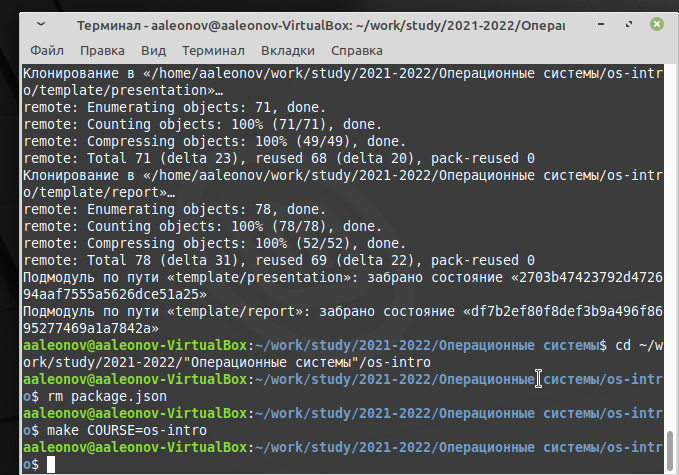 Терминал - aaleonov@aaleonov-VirtualBox: ~/work/study/2021-2022/Опера
Файл Правка Вид Терминал Вкладки Справка
Клонирование в «/home/aaleonov/work/study/2021-2022/Операционные системы/os-intr
o/template/presentation»…
remote: Enumerating objects: 71, done.
remote: Counting objects: 100% (71/71), done.
remote: Compressing objects: 100% (49/49), done.
remote: Total 71 (delta 23), reused 68 (delta 20), pack-reused 0
Клонирование в «/home/aaleonov/work/study/2021-2022/Операционные системы/os-intr
o/template/report»…
remote: Enumerating objects: 78, done.
remote: Counting objects: 100% (78/78), done.
remote: Compressing objects: 100% (52/52), done.
remote: Total 78 (delta 31), reused 69 (delta 22), pack-reused 0
Подмодуль по пути «template/presentation»: забрано состояние «2703b47423792d4726
94aaf7555a5626dce51a25»
Подмодуль по пути «template/report»: забрано состояние «df7b2ef80f8def3b9a496f86
95277469a1a7842a»
aaleonov@aaleonov-VirtualBox:~/work/study/2021-2022/Операционные системы$ cd ~/w
ork/study/2021-2022/"Операционные системы"/os-intro
aaleonov@aaleonov-VirtualBox:~/work/study/2021-2022/Операционные системы/os-intr
o$ rm package.json
aaleonov@aaleonov-VirtualBox:~/work/study/2021-2022/Операционные системы/os-intr
o$ make COURSE=os-intro
aaleonov@aaleonov-VirtualBox:~/work/study/2021-2022/Операционные системы/os-intr
o$